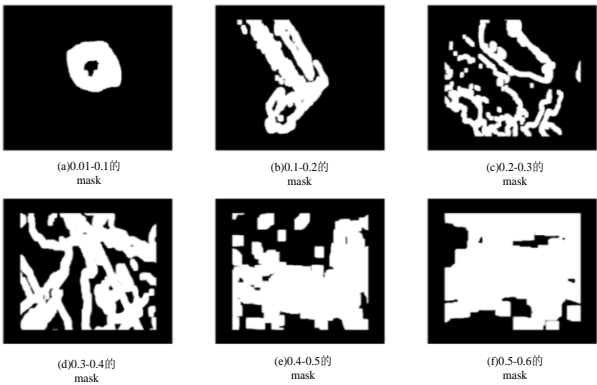 (a)0.01-0.1的
mask
(b)0.1-0.2的
mask
(c)0.2-0.3的
mask
(d)0.3-0.4的
mask
(e)0.4-0.5的
mask
(f)0.5-0.6的
mask